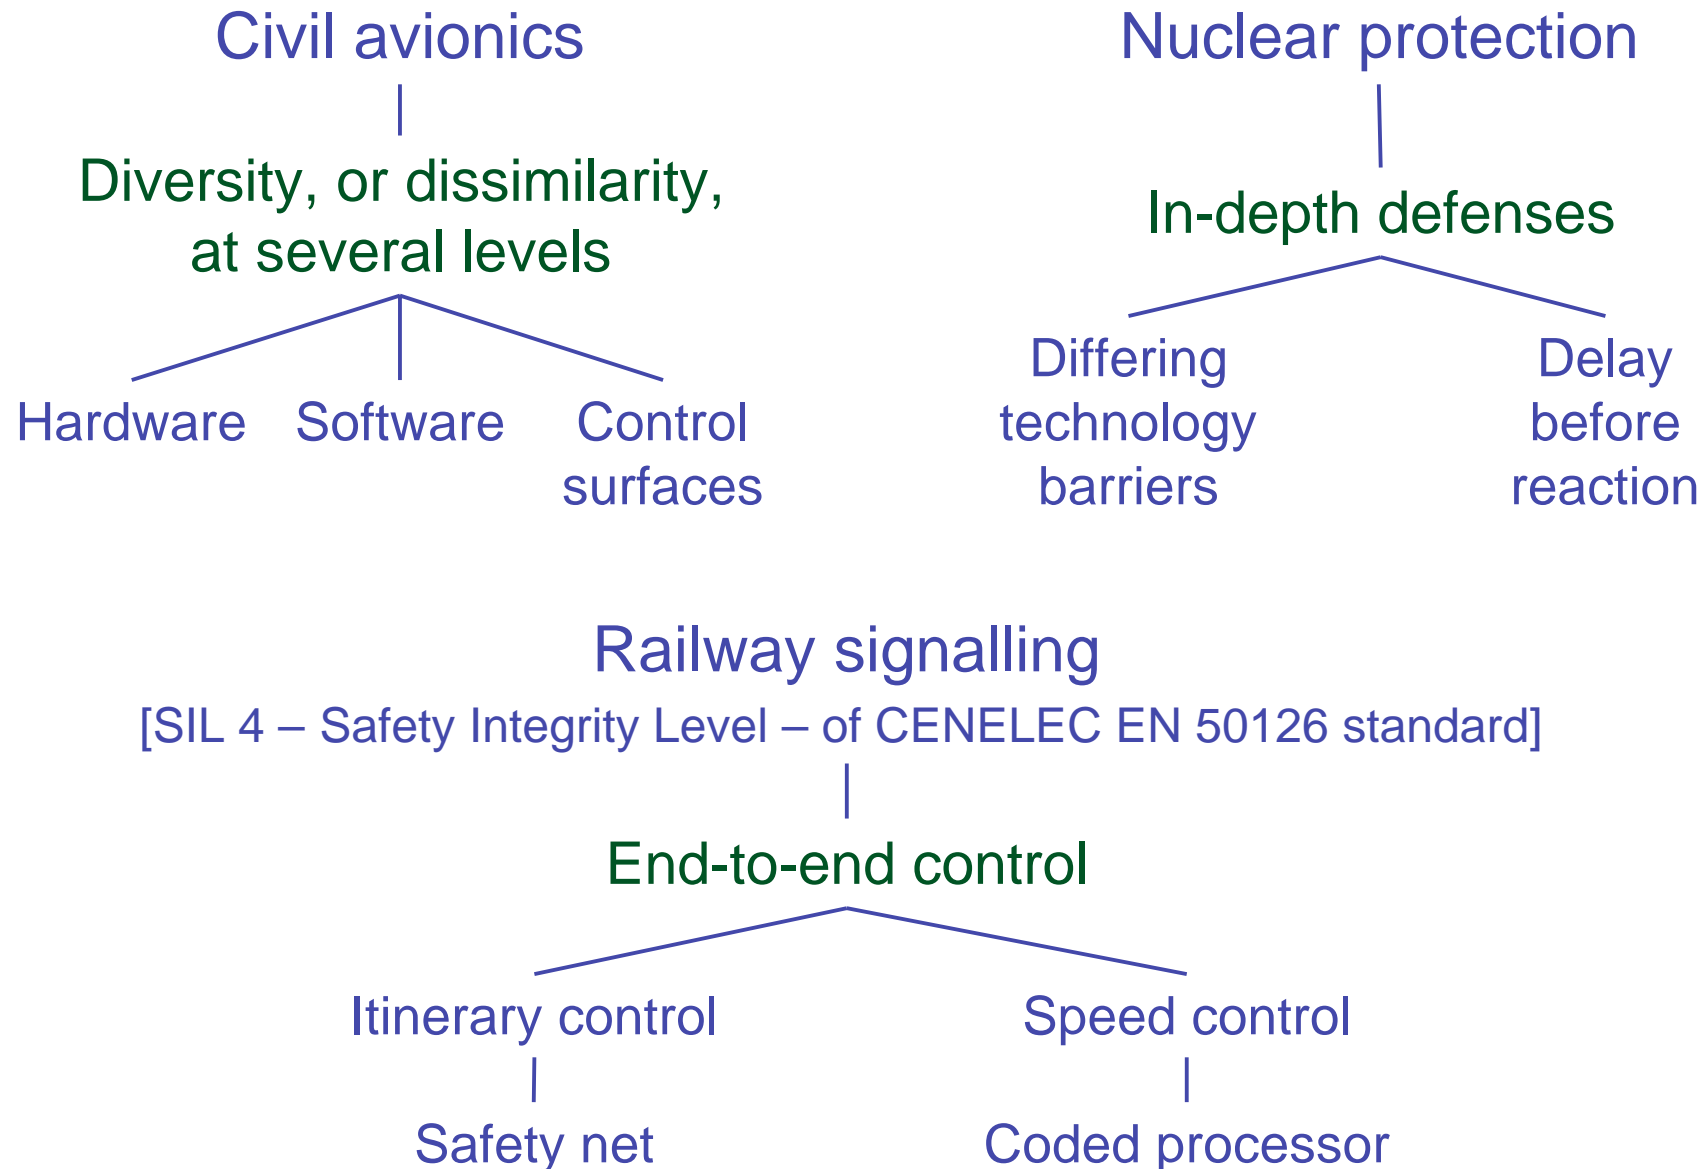 Civil avionics
Diversity, or dissimilarity,
at several levels
Hardware
Software
Control
surfaces
Nuclear protection
In-depth defenses
Differing
technology
barriers
Delay
before
reaction
Railway signalling
[SIL 4 – Safety Integrity Level – of CENELEC EN 50126 standard]
End-to-end control
Itinerary control
Safety net
Speed control
Coded processor